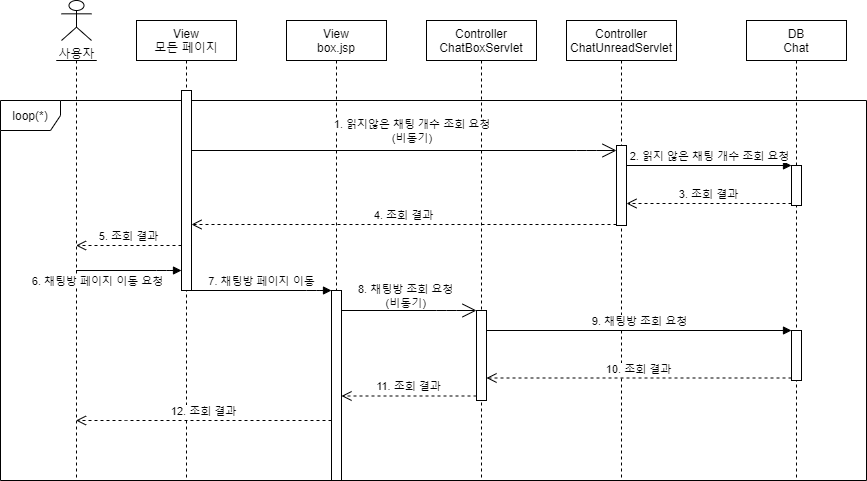 사용자
View
모든 페이지
View
box.jsp
Controller
ChatBoxServlet
Controller
ChatUnreadServlet
DB
Chat
loop(*)
1. 읽지않은 채팅 개수 조회 요청
(비동기)
2. 읽지 않은 채팅 개수 조회 요청
3. 조회 결과
4. 조회 결과
5. 조회 결과
6. 채팅방 페이지 이동 요청
7. 채팅방 페이지 이동
8. 채팅방 조회 요청
(비동기)
9. 채팅방 조회 요청
10. 조회 결과
11. 조회 결과
12. 조회 결과